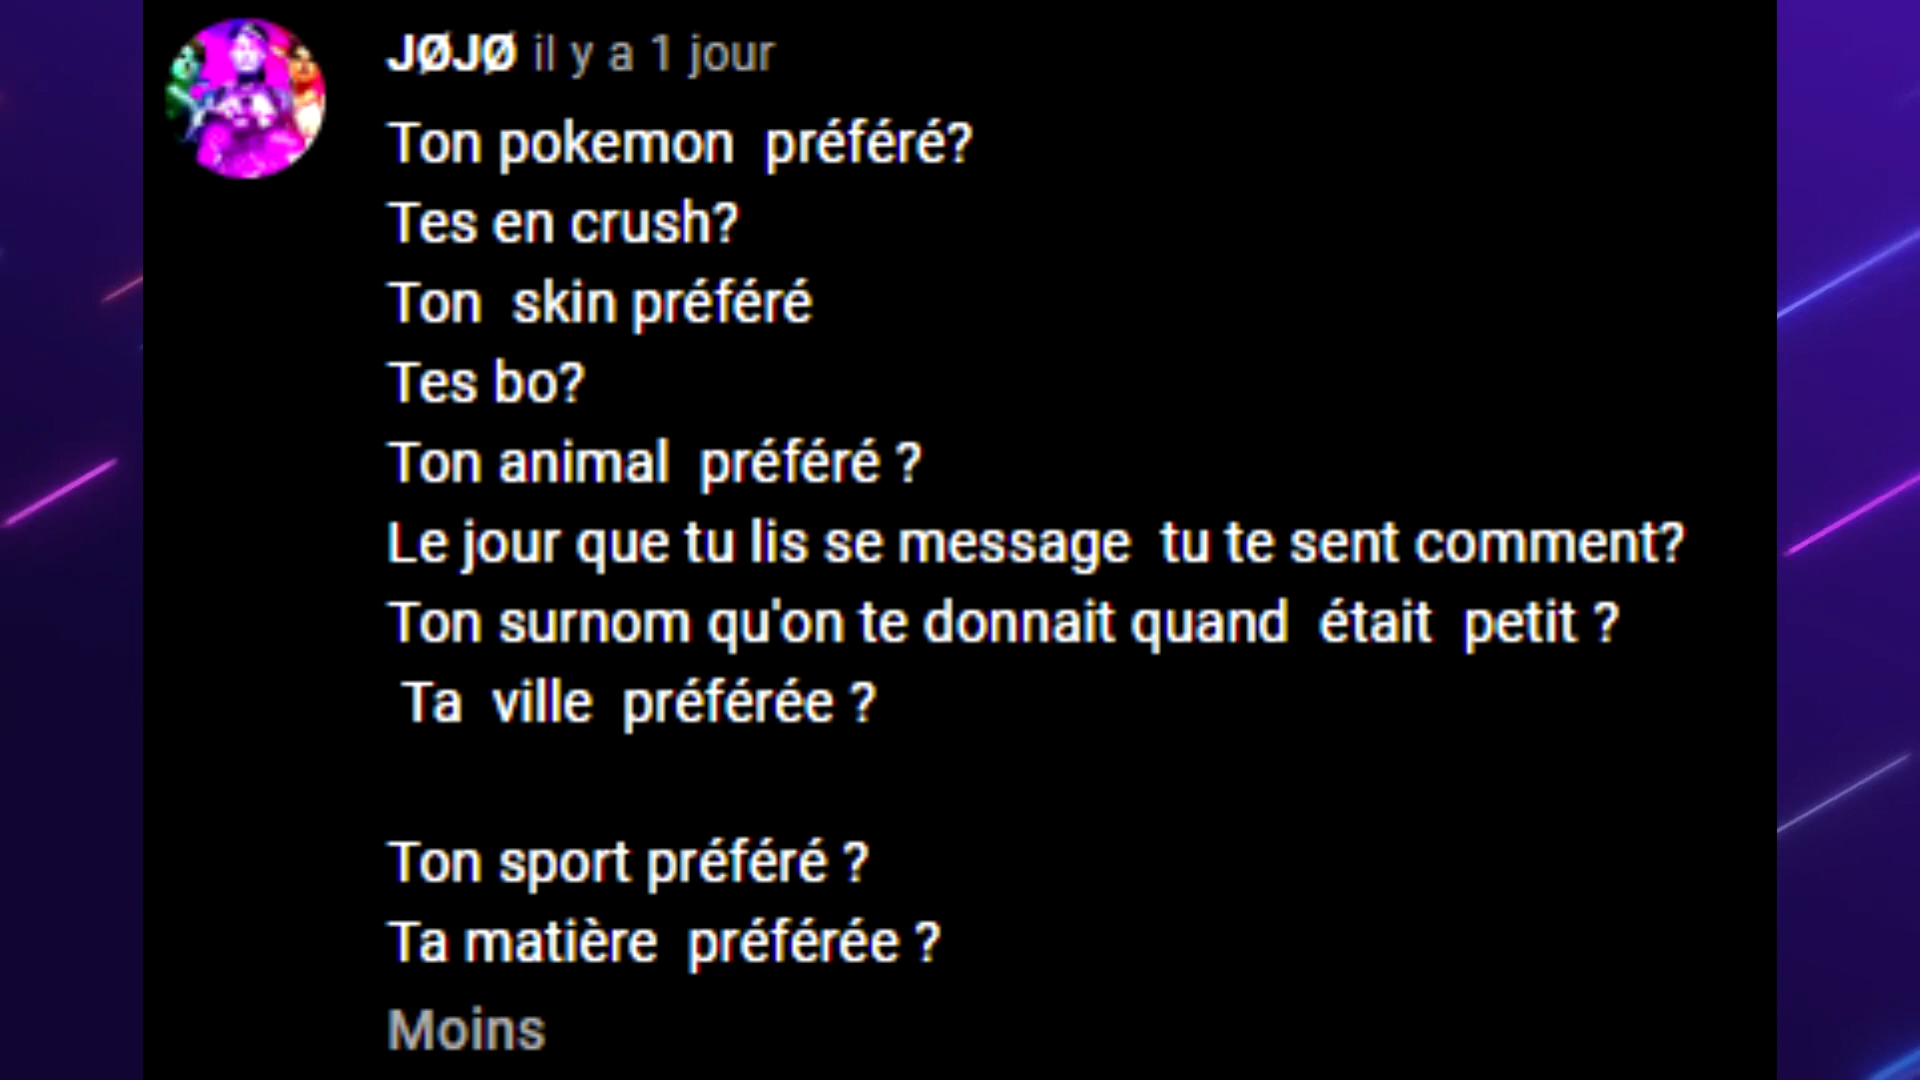 JØJØ il y a 1 jour
Ton pokemon  préféré?
Tes en crush?
Ton  skin préféré
Tes bo?
Ton animal  préféré ?
Le jour que tu lis se message  tu te sent comment?
Ton surnom qu'on te donnait quand  était  petit ?
Ta  ville  préférée ?
Ton sport préféré ?
Ta matière  préférée ?
Moins